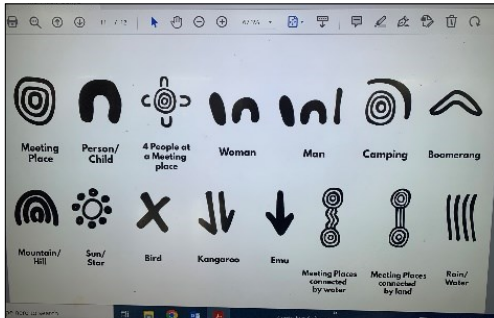 Meeting
Place
Person/
Child
4 People at
a Meeting
place
Woman
Man
Camping
Boomerang
Mountain/
Hill
Sun/
Star
Bird
Kangaroo
Emu
Meeting Places
connected
by water
Meeting Places
connected
by land
Rain/
Water